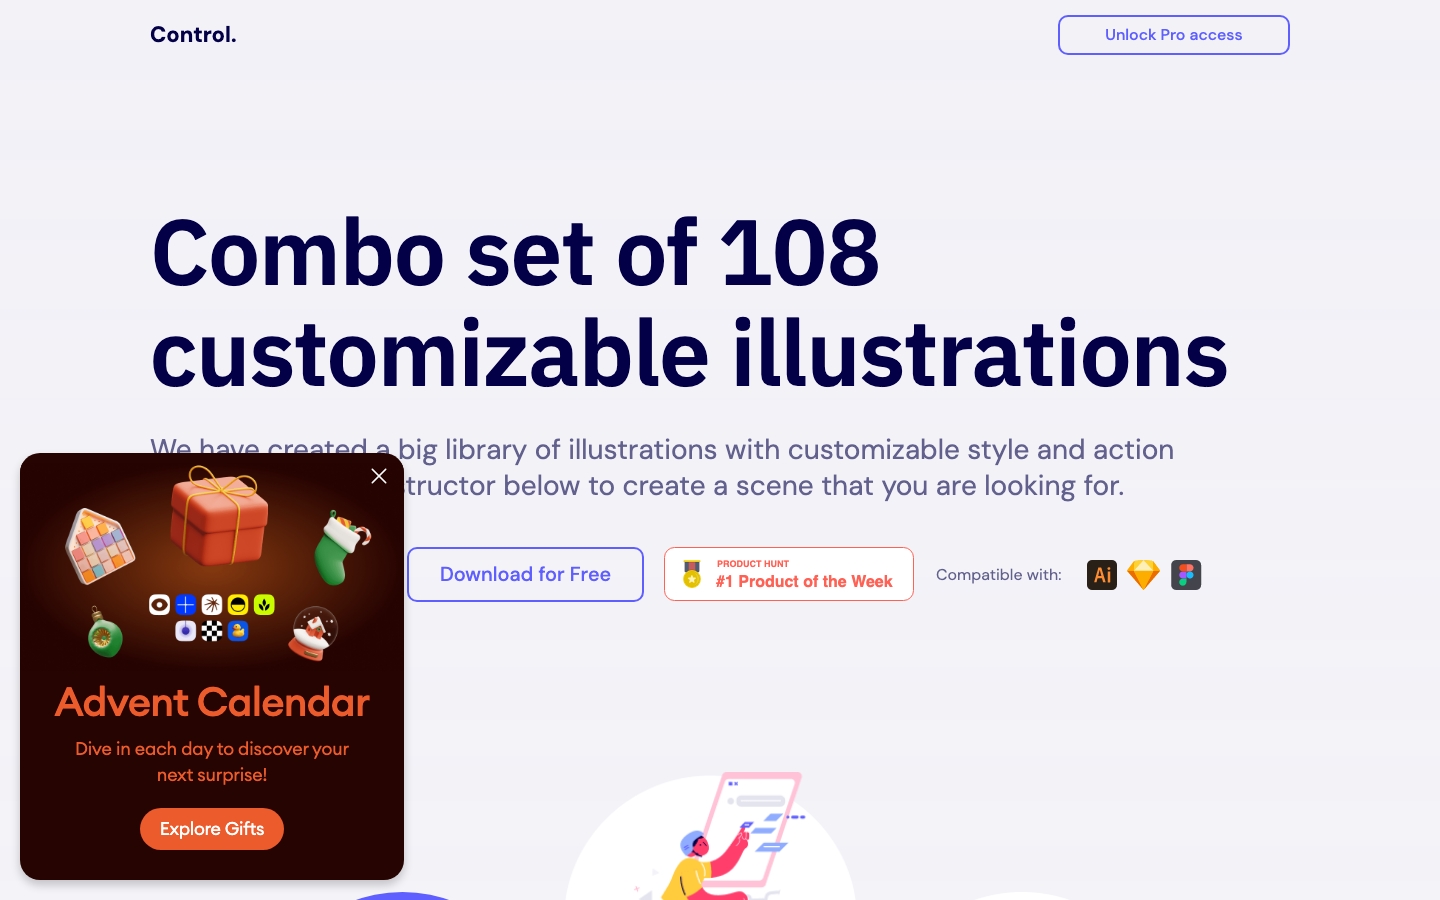 Control.
Unlock Pro access
Combo set of 108
customizable illustrations
We have created a big library of illustrations with customizable style and action
structor below to create a scene that you are looking for.
Download for Free
PRODUCT HUNT
#1 Product of the Week
Compatible with:
Ai
Advent Calendar
Dive in each day to discover your
next surprise!
Explore Gifts